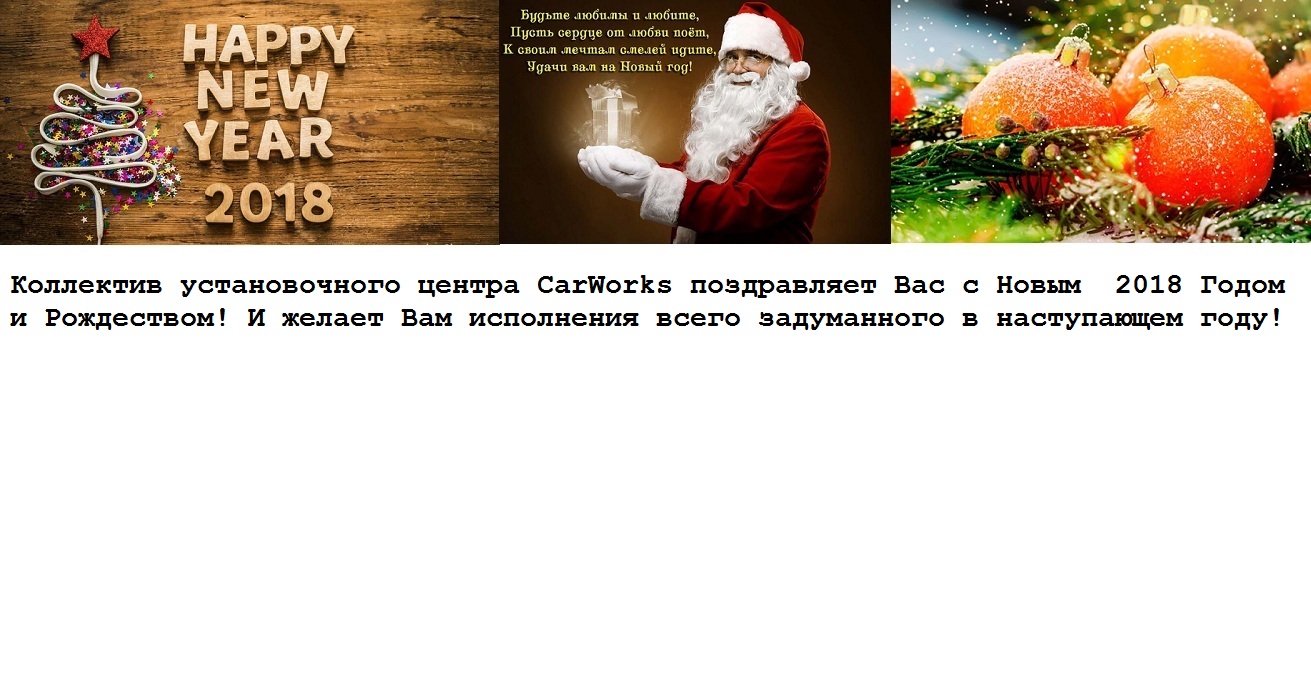 HAPPY
NEW
YEAR
2018
Будьте любимы и любите,
Пусть сердце от любви поёт,
К своим мечтам смелей идите,
Удачи вам на Новый год!
Коллектив установочного центра CarWorks поздравляет Вас с Новым  2018 Годом
и Рождеством! И желает Вам исполнения всего задуманного в наступающем году!